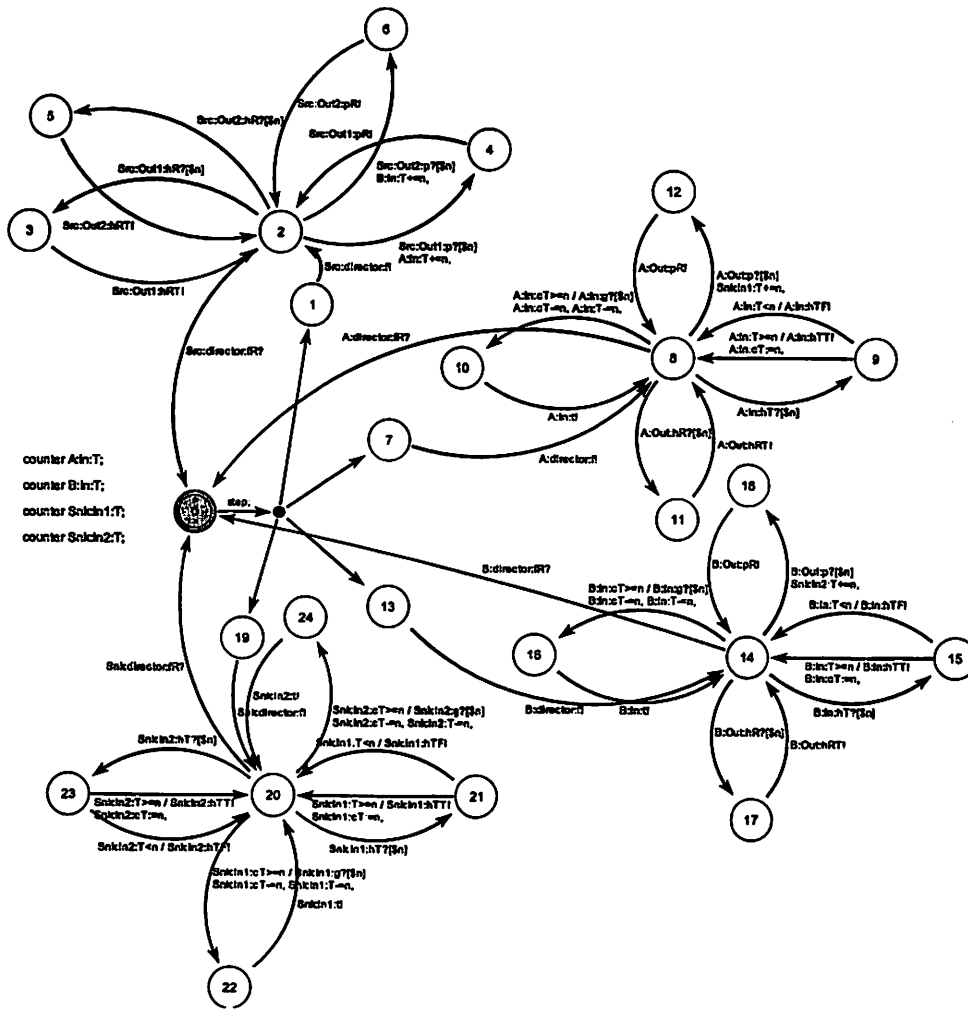 6
Src:Out2:pR!
5
Src:Out2:hR?[$n]
Src:Out1:pR!
4
Src:Out1:hR?[$n]
Src:Out2:p?[$n]
B:In:T+=n,
12
3
Src:Out2:hRT!
2
Src:Out1:p?[$n]
A:In:T+=n,
Src:director:f!
Src:Out1:hRT!
1
A:Out:pR!
A:Out:p?[$n]
SnkIn1:T+=n,
A:In:cT>=n / A:In:g?[$n]
A:In:cT-=n, A:In:T-=n,
A:In:T<n / A:In:hTF!
Src:director:fR?
A:director:fR?
10
8
A:In:T>=n / A:In:hTT!
A:In:cT:=n,
9
A:In:t!
A:In:hT?[$n]
7
A:Out:hR?[$n]
A:Out:hRT!
A:director:f!
counter A:In:T;
counter B:In:T;
counter SnkIn1:T;
counter SnkIn2:T;
step;
11
18
B:director:fR?
B:Out:pR!
B:Out:p?[$n]
SnkIn2:T+=n,
B:In:cT>=n / B:In:g?[$n]
B:In:cT-=n, B:In:T-=n,
B:In:T<n / B:In:hTF!
13
24
19
16
14
B:In:T>=n / B:In:hTT!
B:In:cT:=n,
15
Snk:director:fR?
SnkIn2:t!
Snk:director:f!
SnkIn2:cT>=n / SnkIn2:g?[$n]
SnkIn2:cT-=n, SnkIn2:T-=n,
B:director:f!
B:In:t!
B:In:hT?[$n]
SnkIn2:hT?[$n]
SnkIn1:T<n / SnkIn1:hTF!
B:Out:hR?[$n]
B:Out:hRT!
23
SnkIn2:T>=n / SnkIn2:hTT!
SnkIn2:cT:=n,
20
SnkIn1:T>=n / SnkIn1:hTT!
SnkIn1:cT:=n,
21
17
SnkIn2:T<n / SnkIn2:hTF!
SnkIn1:hT?[$n]
SnkIn1:cT>=n / SnkIn1:g?[$n]
SnkIn1:cT-=n, SnkIn1:T-=n,
SnkIn1:t!
22